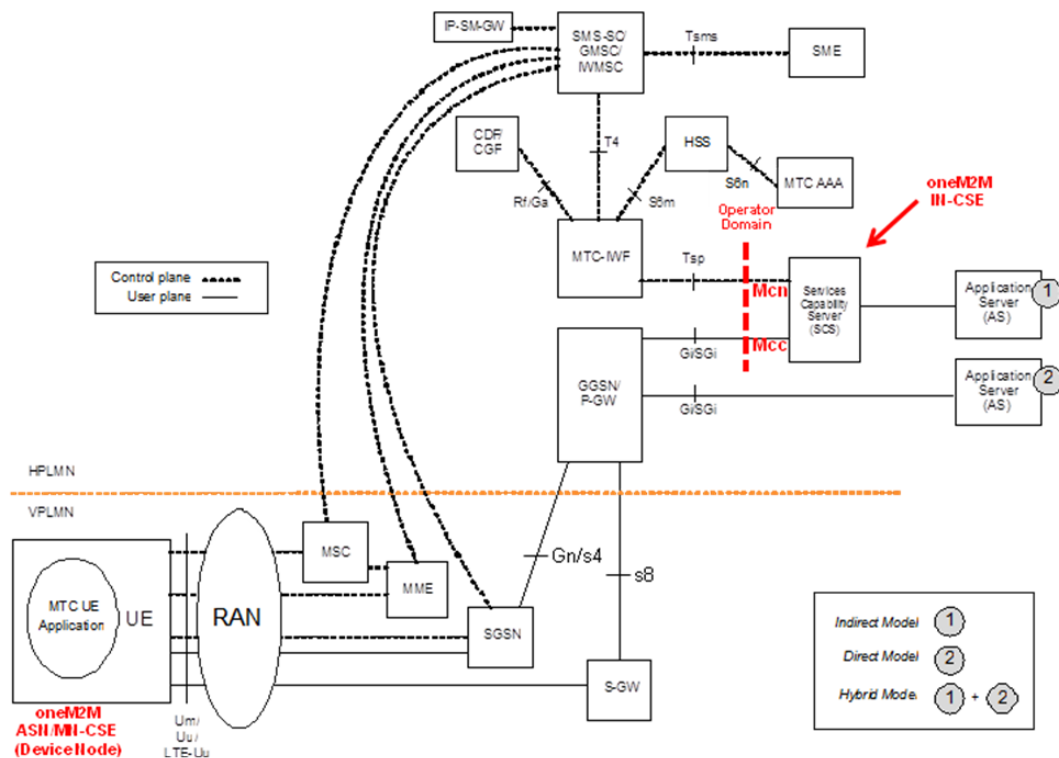 IP-SM-GW
SMS-SC/
GMSC/
IWMSC
Tsms
SME
CDF/
CGF
T4
HSS
Rf/Ga
S6m
S6n
MTC AAA
oneM2M
IN-CSE
Operator
Domain
MTC-IWF
Tsp
Mcn
Services
Capability
Server
(SCS)
Application
Server
(AS)
1
Control plane
User plane
Mcc
Gi/SGi
GGSN/
P-GW
Gi/SGi
Application
Server
(AS)
2
HPLMN
VPLMN
MSC
Gn/s4
s8
MME
MTC UE
Application
UE
RAN
SGSN
S-GW
Indirect Model 1
Direct Model 2
Hybrid Mode. 1 + 2
oneM2M
ASN/MN-CSE
(Device Node)
Um/
Uu/
LTE-Uu